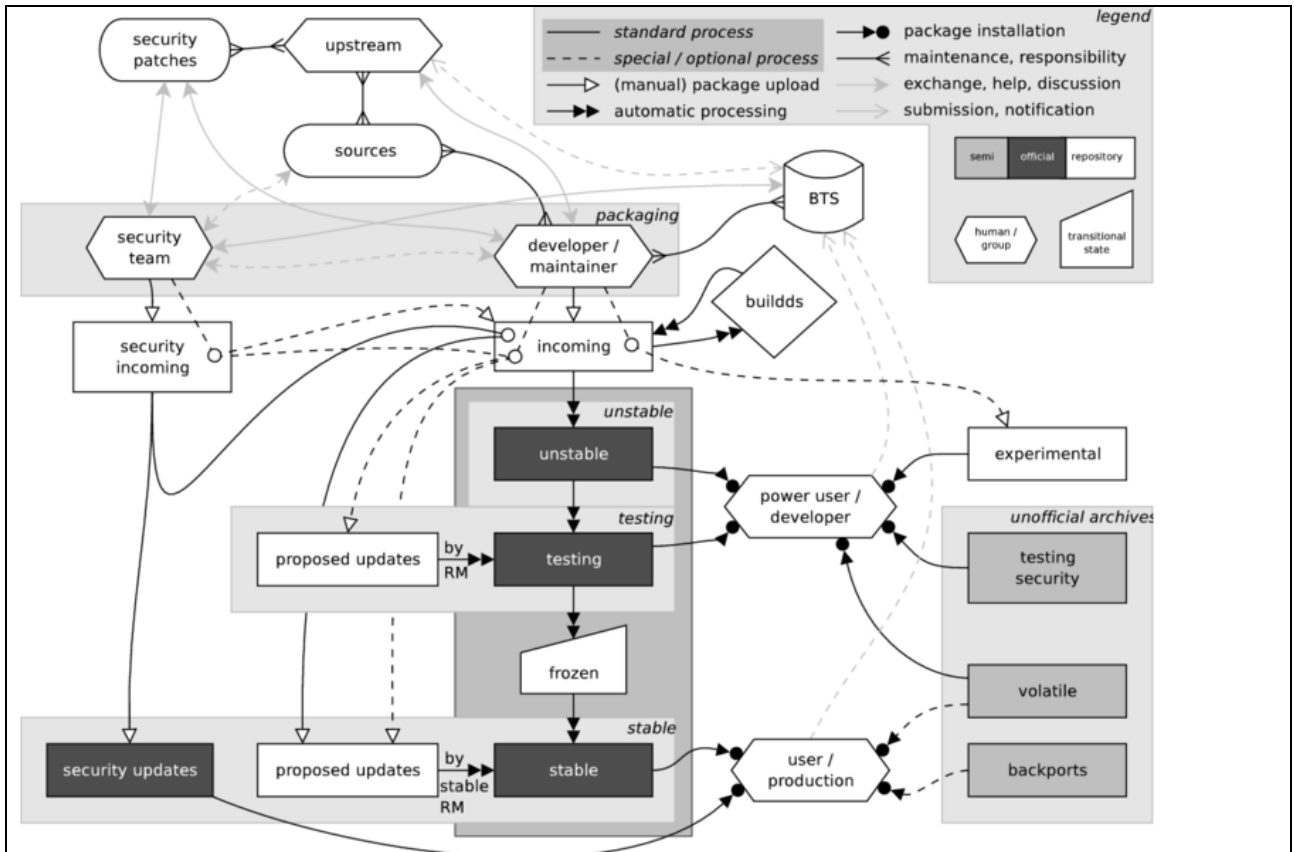 legend
standard process
special / optional process
(manual) package upload
automatic processing
package installation
maintenance, responsibility
exchange, help, discussion
submission, notification
semi
official
repository
human /
group
transitional
state
security
patches
upstream
sources
BTS
packaging
security
team
developer /
maintainer
buildds
security
incoming
incoming
unstable
unstable
experimental
power user /
developer
testing
proposed updates
by
RM
testing
unofficial archives
testing
security
frozen
volatile
stable
security updates
proposed updates
by
stable
RM
stable
user /
production
backports